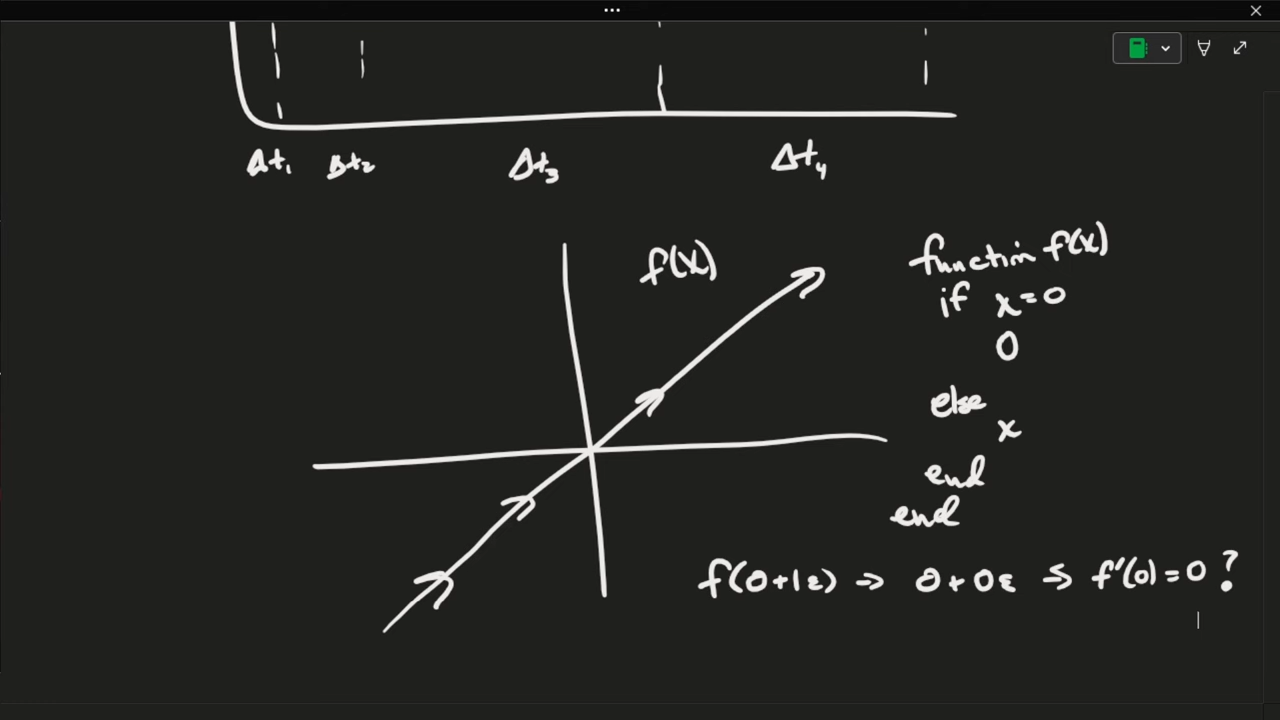 Δt₁ Δt₂ Δt₃ Δt₄
f(x)
function f(x)
if x=0
0
else
x
end
end
f(0+1ε) ⇒ 0+0ε ⇒ f'(0)=0?